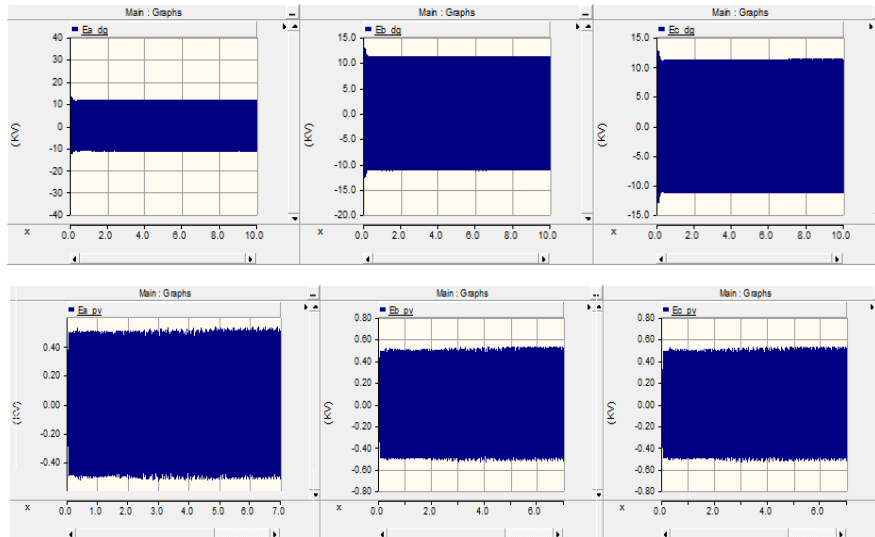 Main : Graphs
Ea_dg
40
30
20
10
0
-10
-20
-30
-40
(KV)
x
0.0 2.0 4.0 6.0 8.0 10.0
Main : Graphs
Eb_dg
15.0
10.0
5.0
0.0
-5.0
-10.0
-15.0
-20.0
(KV)
x
0.0 2.0 4.0 6.0 8.0 10.0
Main : Graphs
Ec_dg
15.0
10.0
5.0
0.0
-5.0
-10.0
-15.0
(KV)
x
0.0 2.0 4.0 6.0 8.0 10.0
Main : Graphs
Ea_pv
0.40
0.20
0.00
-0.20
-0.40
(KV)
x
0.0 1.0 2.0 3.0 4.0 5.0 6.0 7.0
Main : Graphs
Eb_pv
0.80
0.60
0.40
0.20
0.00
-0.20
-0.40
-0.60
-0.80
(KV)
x
0.0 2.0 4.0 6.0
Main : Graphs
Ec_pv
0.80
0.60
0.40
0.20
0.00
-0.20
-0.40
-0.60
-0.80
(KV)
x
0.0 2.0 4.0 6.0